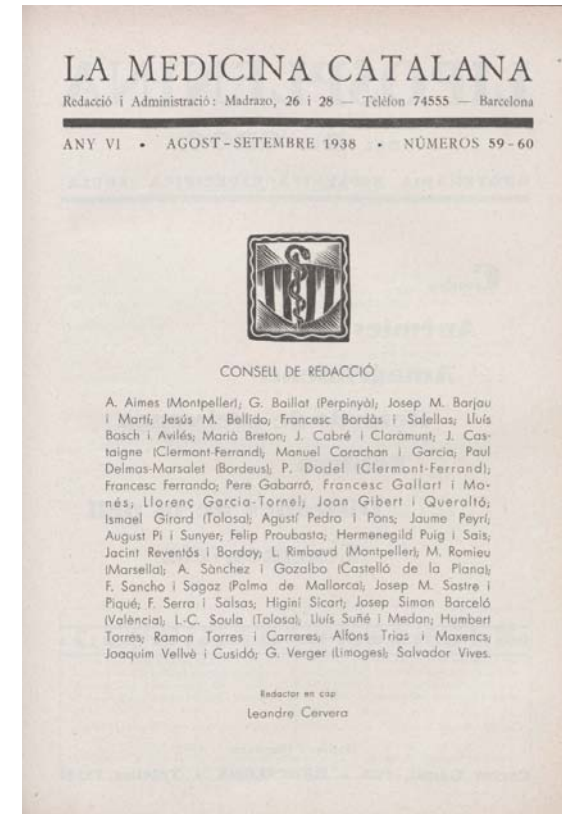 LA MEDICINA CATALANA
Redacció i Administració: Madrazo, 26 i 28 — Telèfon 74555 — Barcelona
ANY VI • AGOST-SETEMBRE 1938 • NÚMEROS 59-60
CONSELL DE REDACCIÓ
A. Aimes (Montpeller); G. Baillat (Perpinyà); Josep M. Barjau
i Martí; Jesús M. Bellido; Francesc Bordàs i Salellas; Lluís
Bosch i Avilés; Marià Breton; J. Cabré i Claramunt; J. Cas-
taigne (Clermont-Ferrand); Manuel Corachan i Garcia; Paul
Delmas-Marsalet (Bordeus); P. Dodel (Clermont-Ferrand);
Francesc Ferrando; Pere Gabarró, Francesc Gallart i Mo-
nés; Llorenç Garcia-Tornel; Joan Gibert i Queraltó;
Ismael Girard (Tolosa); Agustí Pedro i Pons; Jaume Peyrí;
August Pi i Sunyer; Felip Proubasta; Hermenegild Puig i Sais;
Jacint Reventós i Bordoy; L. Rimbaud (Montpeller); M. Romieu
(Marsella); A. Sànchez i Gozalbo (Castelló de la Plana);
F. Sancho i Sagaz (Palma de Mallorca); Josep M. Sastre i
Piqué; F. Serra i Salsas; Higini Sicart; Josep Simon Barceló
(València); I.-C. Soula (Tolosa); Lluís Suñé i Medan; Humbert
Torres; Ramon Torres i Carreres; Alfons Trias i Maxencs;
Joaquim Vellvè i Cusidó; G. Verger (Limoges); Salvador Vives.
Redactor en cap
Leandre Cervera